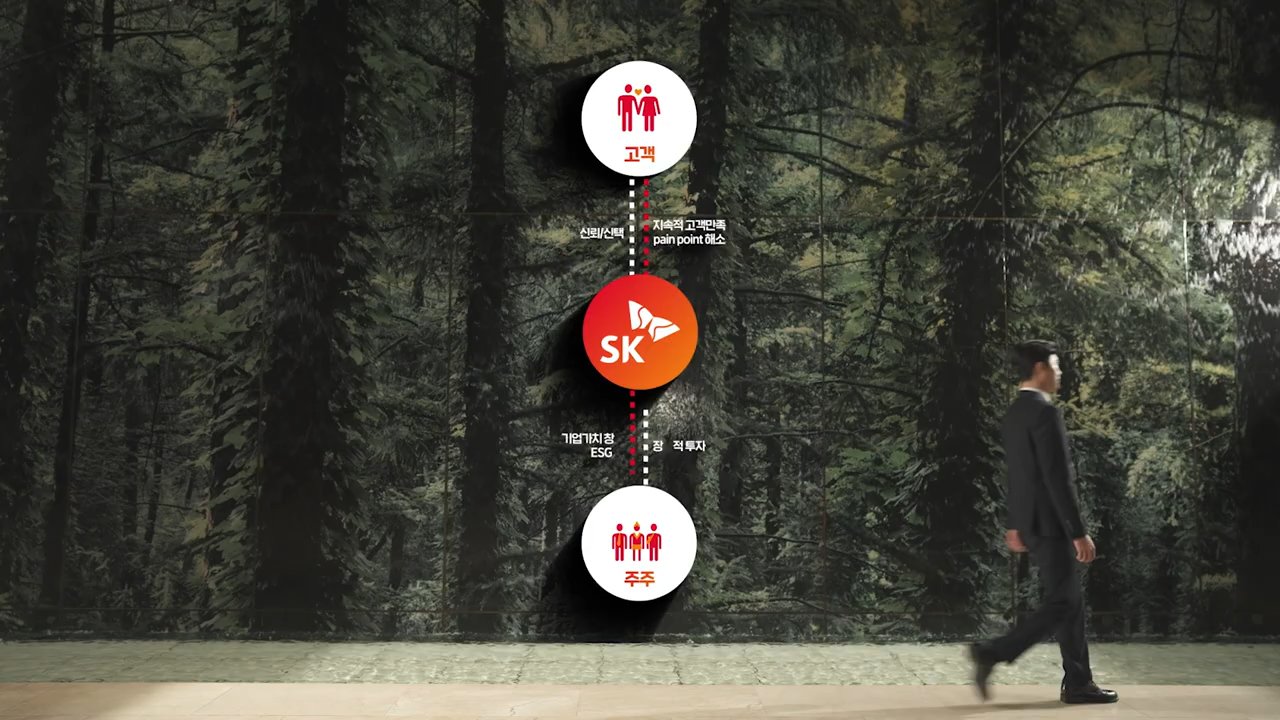 고객
신뢰/신택
지속적 고객만족
pain point 해소
SK
기업가치 창
ESG
장 적 투자
주주